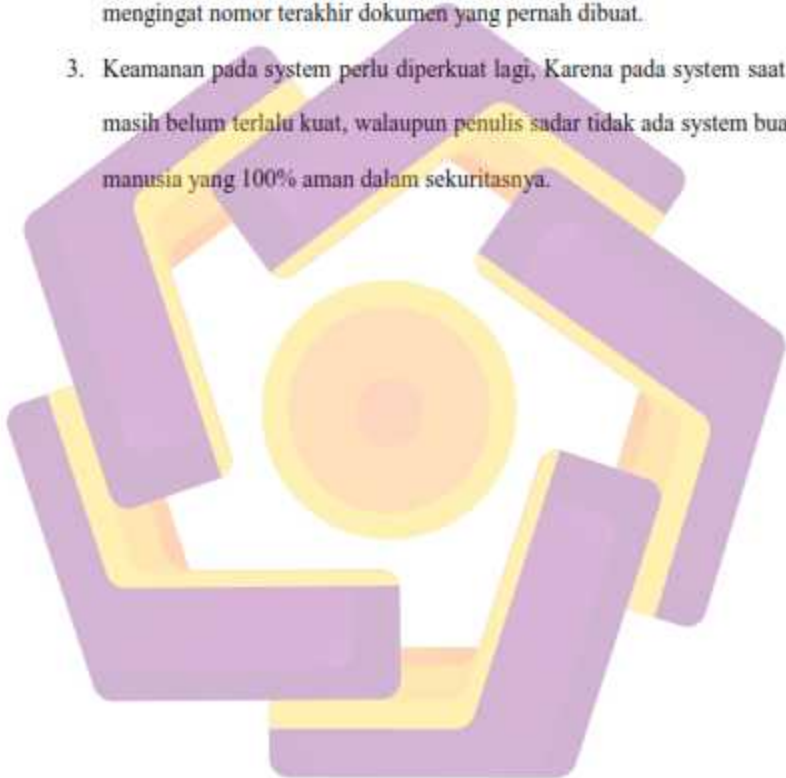 mengingat nomor terakhir dokumen yang pernah dibuat.
3. Keamanan pada system perlu diperkuat lagi, Karena pada system saat
masih belum terlalu kuat, walaupun penulis sadar tidak ada system bua
manusia yang 100% aman dalam sekuritasnya.